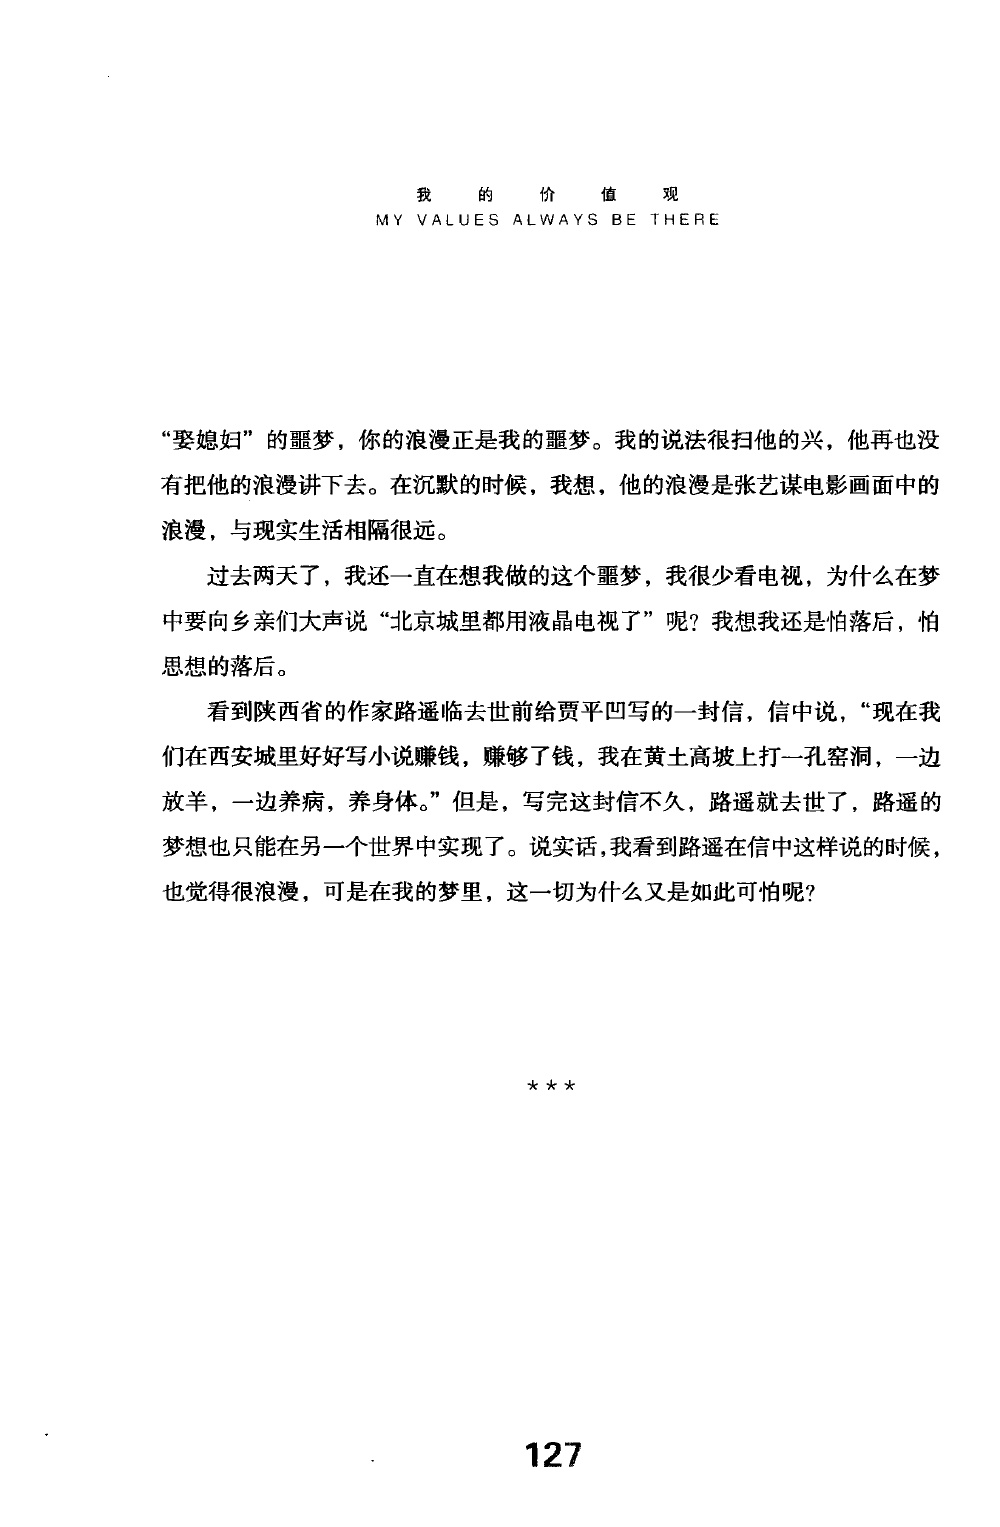 我的价值观
MY VALUES ALWAYS BE THERE
“娶媳妇”的噩梦，你的浪漫正是我的噩梦。我的说法很扫他的兴，他再也没
有把他的浪漫讲下去。在沉默的时候，我想，他的浪漫是张艺谋电影画面中的
浪漫，与现实生活相隔很远。
过去两天了，我还一直在想我做的这个噩梦，我很少看电视，为什么在梦
中要向乡亲们大声说“北京城里都用液晶电视了”呢？我想我还是怕落后，怕
思想的落后。
看到陕西省的作家路遥临去世前给贾平凹写的一封信，信中说，“现在我
们在西安城里好好写小说赚钱，赚够了钱，我在黄土高坡上打一孔窑洞，一边
放羊，一边养病，养身体。”但是，写完这封信不久，路遥就去世了，路遥的
梦想也只能在另一个世界中实现了。说实话，我看到路遥在信中这样说的时候，
也觉得很浪漫，可是在我的梦里，这一切为什么又是如此可怕呢？
***
127